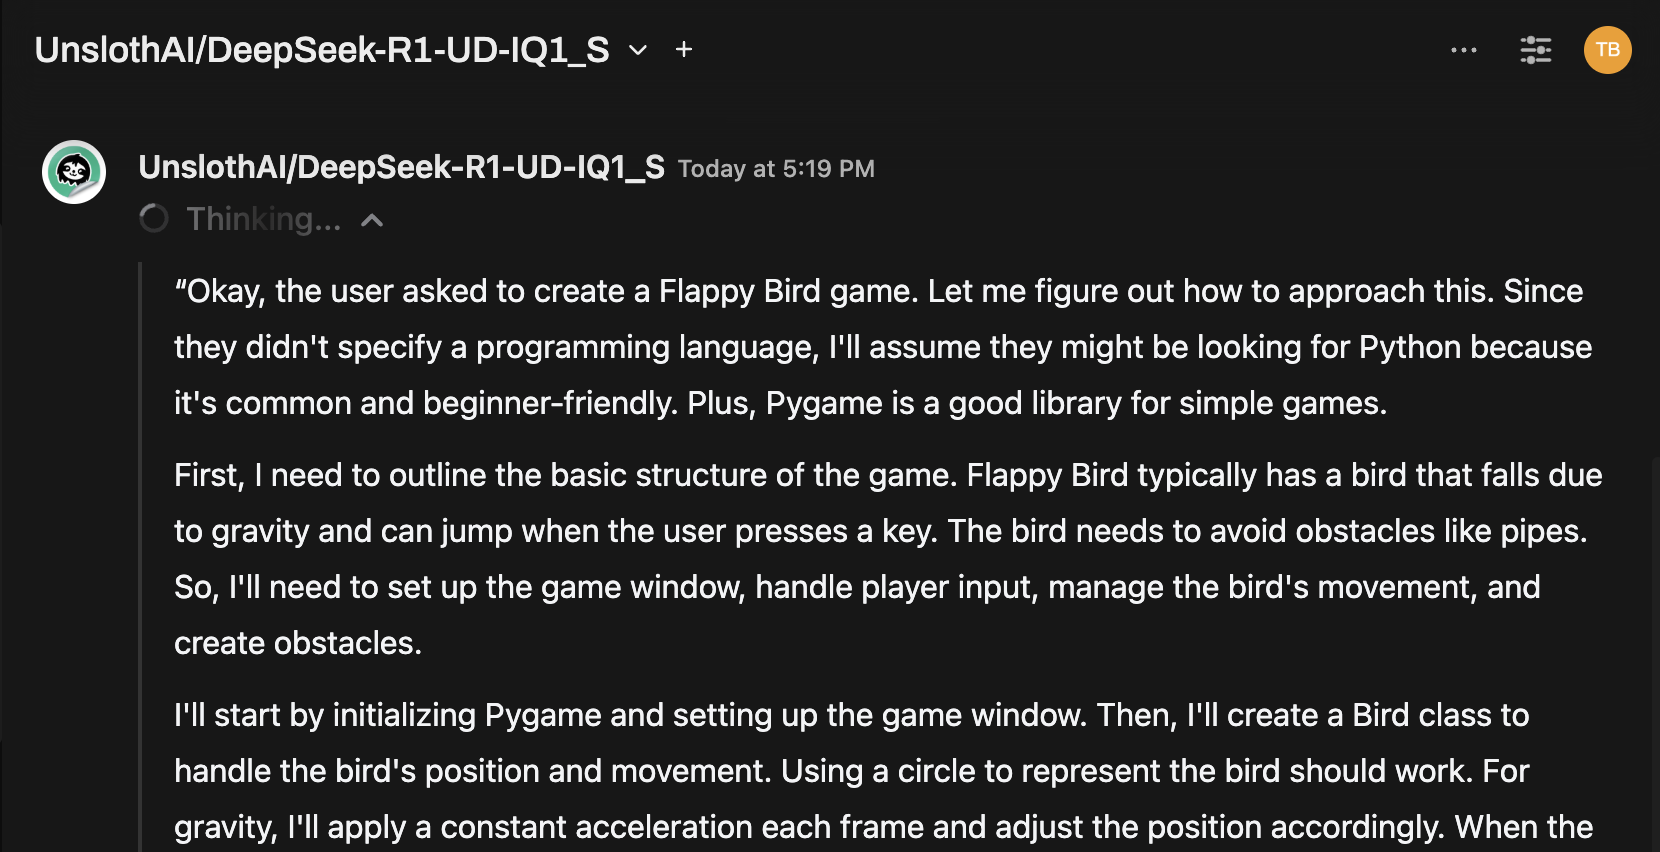 UnslothAI/DeepSeek-R1-UD-IQ1_S
TB
UnslothAI/DeepSeek-R1-UD-IQ1_S Today at 5:19 PM
Thinking...
“Okay, the user asked to create a Flappy Bird game. Let me figure out how to approach this. Since
they didn't specify a programming language, I'll assume they might be looking for Python because
it's common and beginner-friendly. Plus, Pygame is a good library for simple games.
First, I need to outline the basic structure of the game. Flappy Bird typically has a bird that falls due
to gravity and can jump when the user presses a key. The bird needs to avoid obstacles like pipes.
So, I'll need to set up the game window, handle player input, manage the bird's movement, and
create obstacles.
I'll start by initializing Pygame and setting up the game window. Then, I'll create a Bird class to
handle the bird's position and movement. Using a circle to represent the bird should work. For
gravity, I'll apply a constant acceleration each frame and adjust the position accordingly. When the